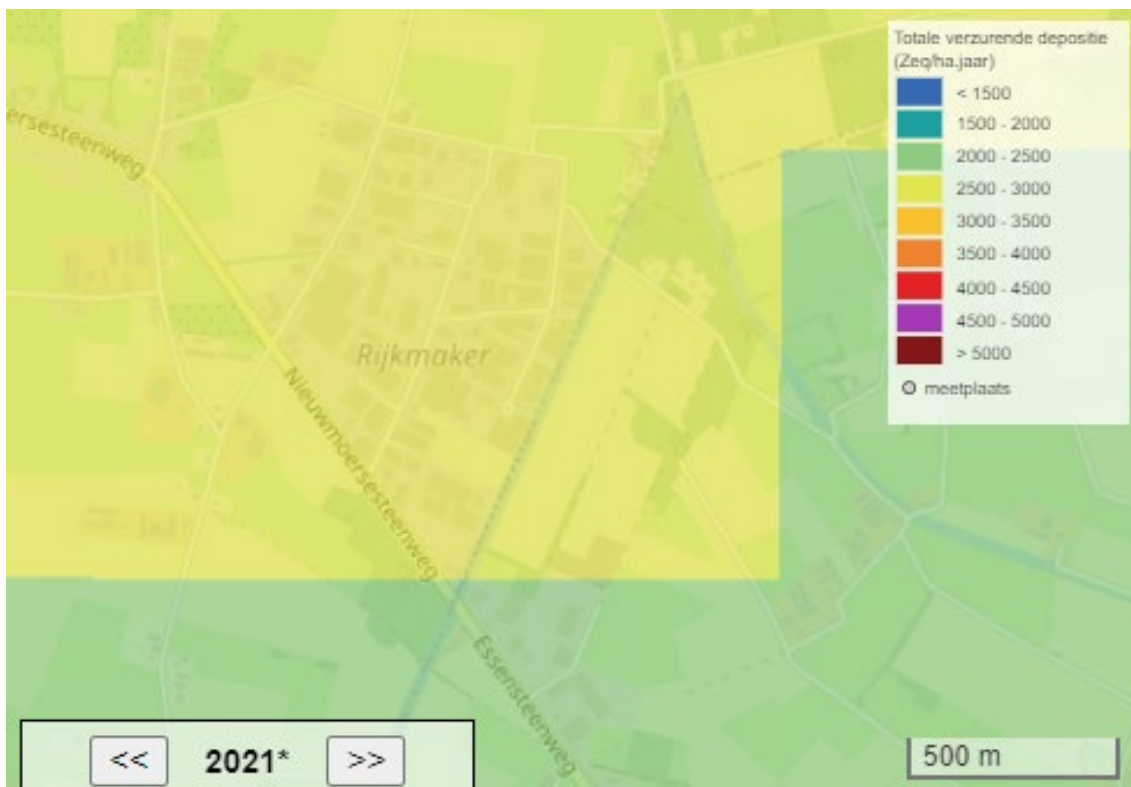 Totale verzurende depositie
(Zeq/ha.jaar)
< 1500
1500 - 2000
2000 - 2500
2500 - 3000
3000 - 3500
3500 - 4000
4000 - 4500
4500 - 5000
> 5000
meetplaats
ersesteenweg
Rijkmaker
Nieuwmoersesteenweg
Essensteenweg
<< 2021* >>
500 m